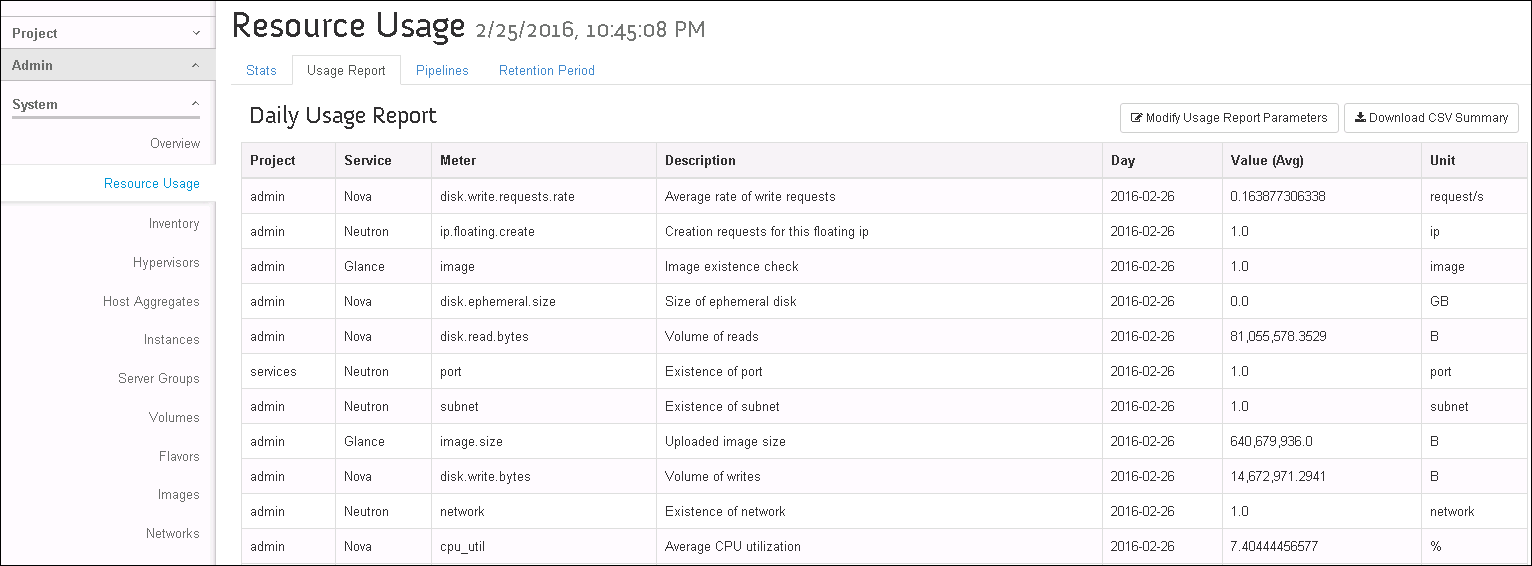 Project
Admin
System
Overview
Resource Usage
Inventory
Hypervisors
Host Aggregates
Instances
Server Groups
Volumes
Flavors
Images
Networks
Resource Usage 2/25/2016, 10:45:08 PM
Stats Usage Report Pipelines Retention Period
Daily Usage Report
Modify Usage Report Parameters Download CSV Summary
Project Service Meter Description Day Value (Avg) Unit
admin Nova disk.write.requests.rate Average rate of write requests 2016-02-26 0.163877306338 request/s
admin Neutron ip.floating.create Creation requests for this floating ip 2016-02-26 1.0 ip
admin Glance image Image existence check 2016-02-26 1.0 image
admin Nova disk.ephemeral.size Size of ephemeral disk 2016-02-26 0.0 GB
admin Nova disk.read.bytes Volume of reads 2016-02-26 81,055,578.3529 B
services Neutron port Existence of port 2016-02-26 1.0 port
admin Neutron subnet Existence of subnet 2016-02-26 1.0 subnet
admin Glance image.size Uploaded image size 2016-02-26 640,679,936.0 B
admin Nova disk.write.bytes Volume of writes 2016-02-26 14,672,971.2941 B
admin Neutron network Existence of network 2016-02-26 1.0 network
admin Nova cpu_util Average CPU utilization 2016-02-26 7.40444456577 %